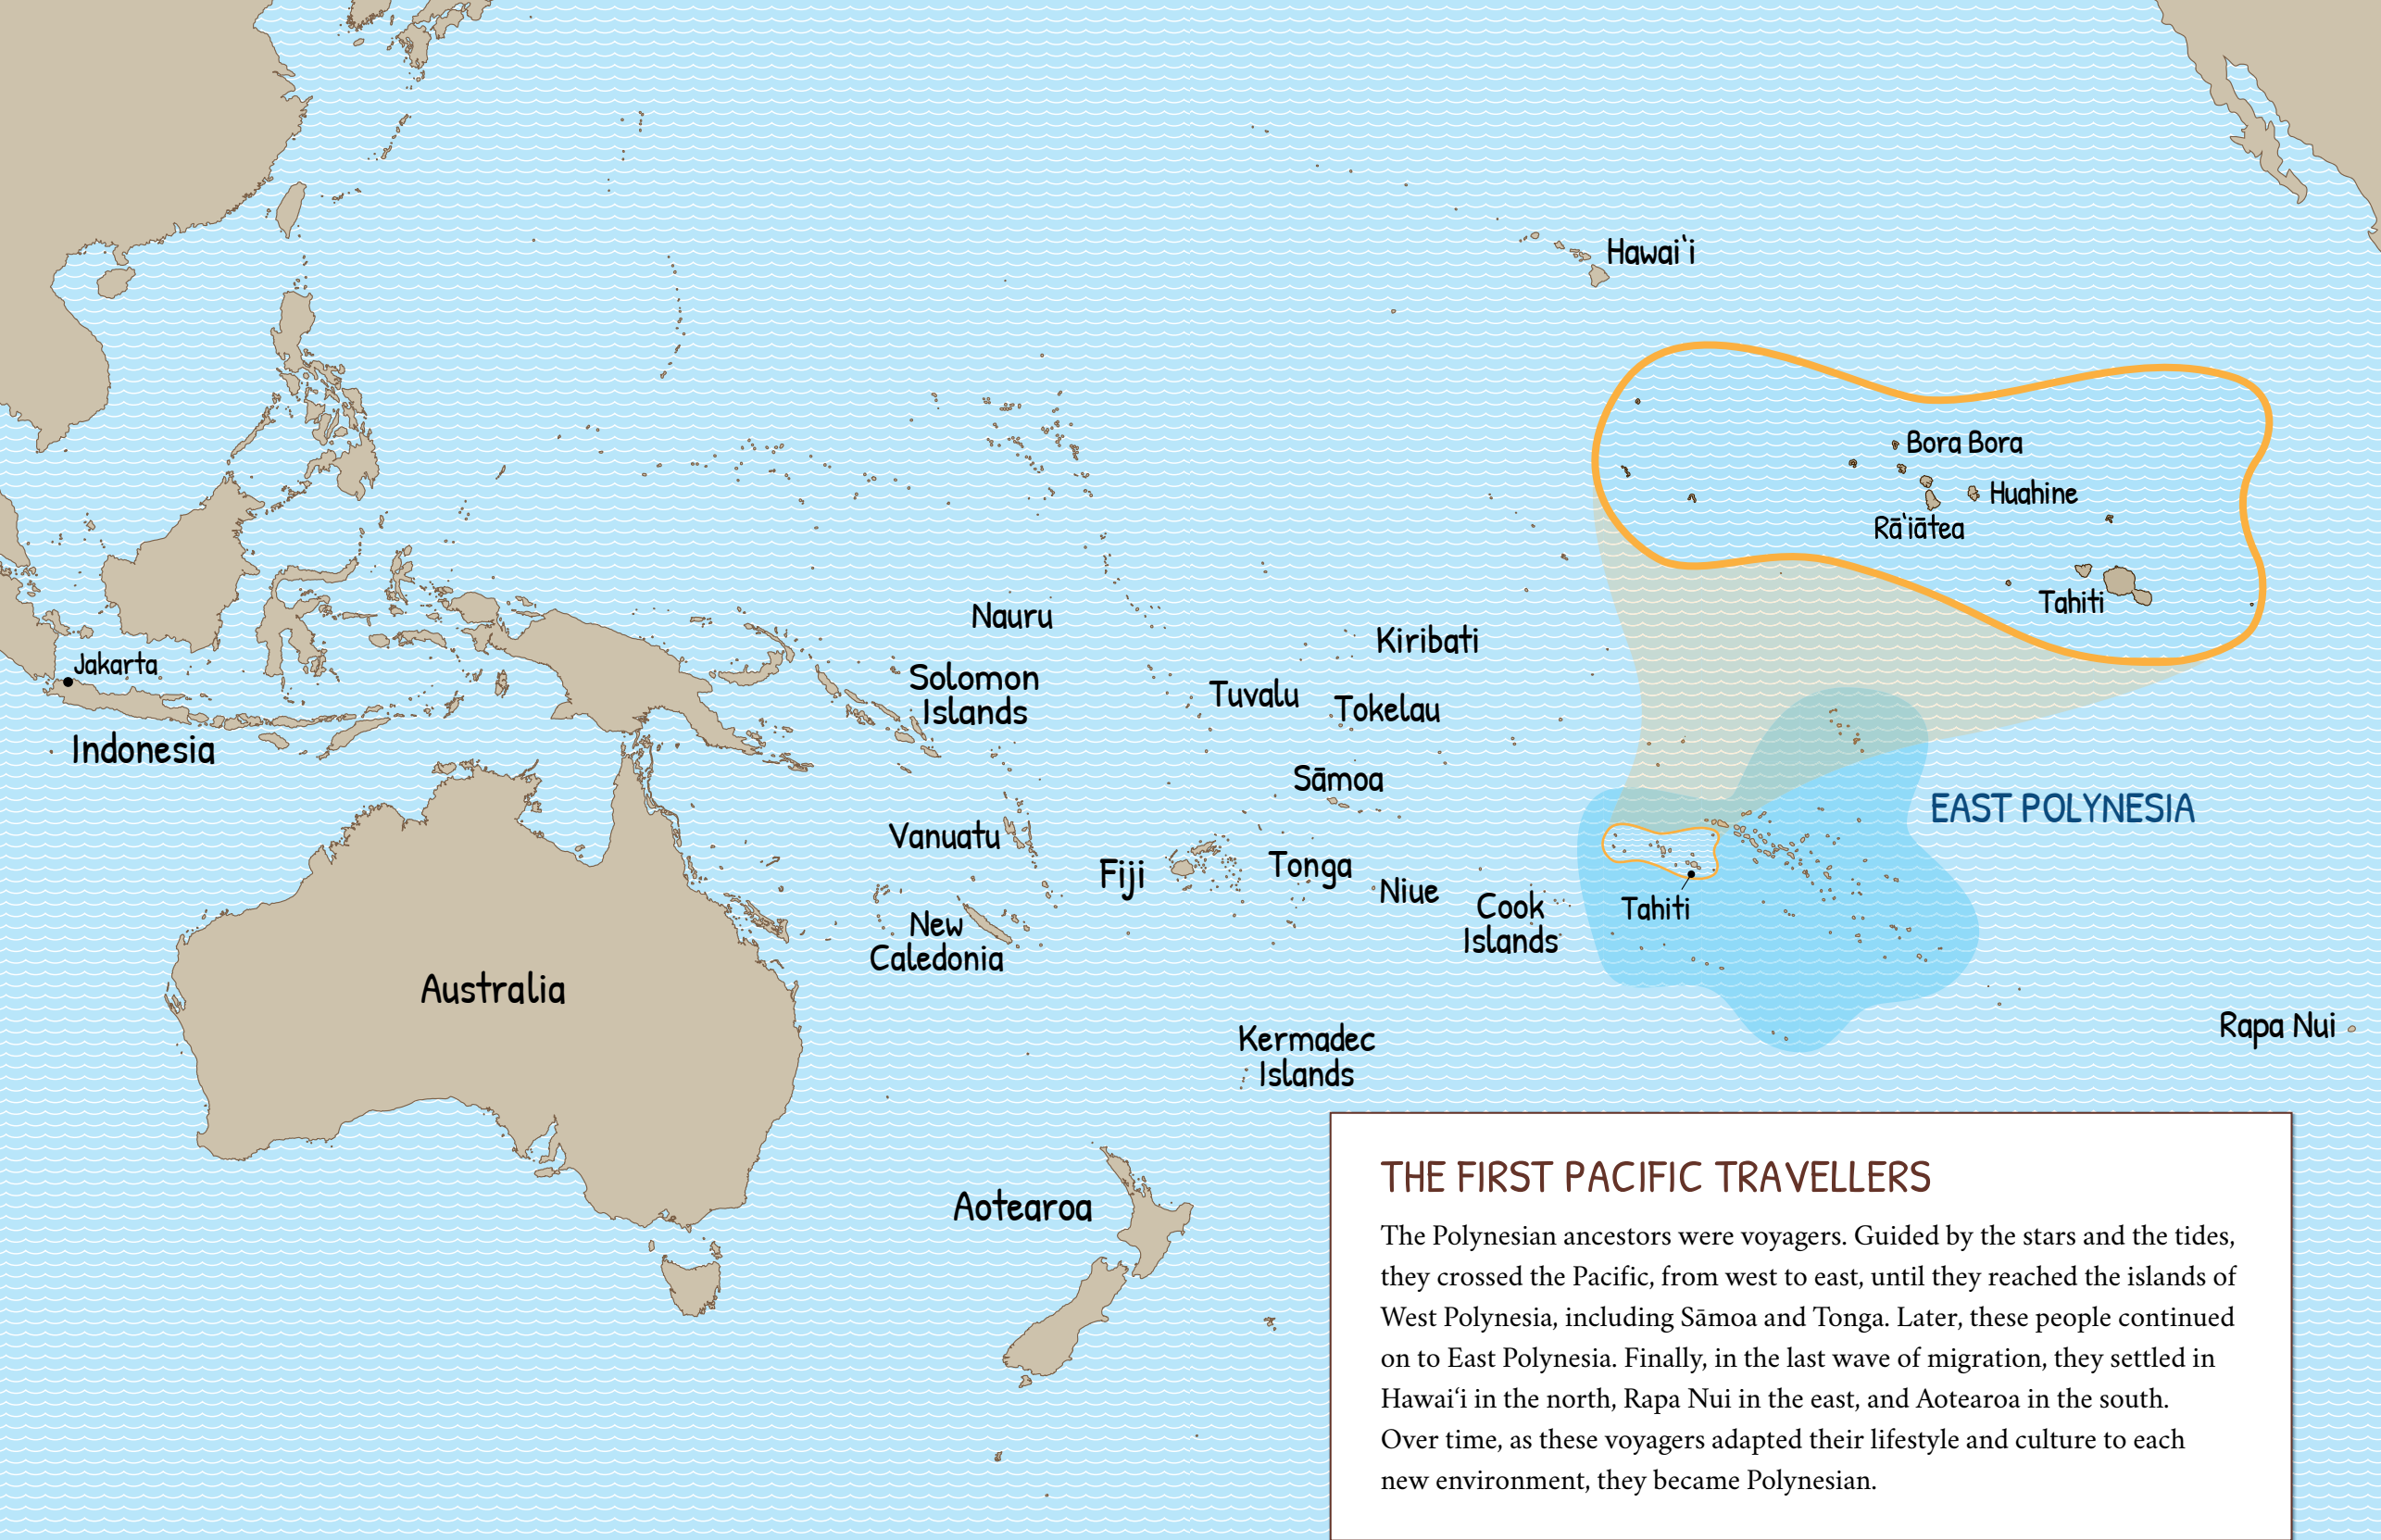 Hawai‘i
Bora Bora
Huahine
Rā‘iātea
Tahiti
Nauru
Kiribati
Jakarta
Solomon
Islands
Tuvalu
Tokelau
Indonesia
Sāmoa
EAST POLYNESIA
Vanuatu
Fiji
Tonga
Niue
Cook
Islands
Tahiti
New
Caledonia
Australia
Rapa Nui
Kermadec
Islands
Aotearoa
THE FIRST PACIFIC TRAVELLERS
The Polynesian ancestors were voyagers. Guided by the stars and the tides,
they crossed the Pacific, from west to east, until they reached the islands of
West Polynesia, including Sāmoa and Tonga. Later, these people continued
on to East Polynesia. Finally, in the last wave of migration, they settled in
Hawai‘i in the north, Rapa Nui in the east, and Aotearoa in the south.
Over time, as these voyagers adapted their lifestyle and culture to each
new environment, they became Polynesian.